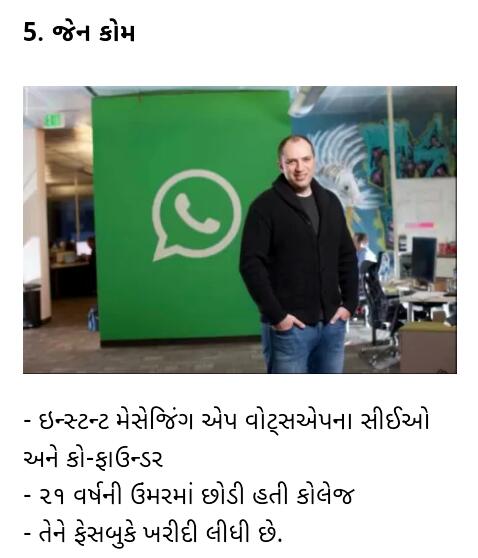 5. જેન કોમ
- ઇન્સ્ટન્ટ મેસેજિંગ એપ વોટ્સએપના સીઈઓ
અને કો-ફાઉન્ડર
- ૨૧ વર્ષની ઉમરમાં છોડી હતી કોલેજ
- તેને ફેસબુકે ખરીદી લીધી છે.